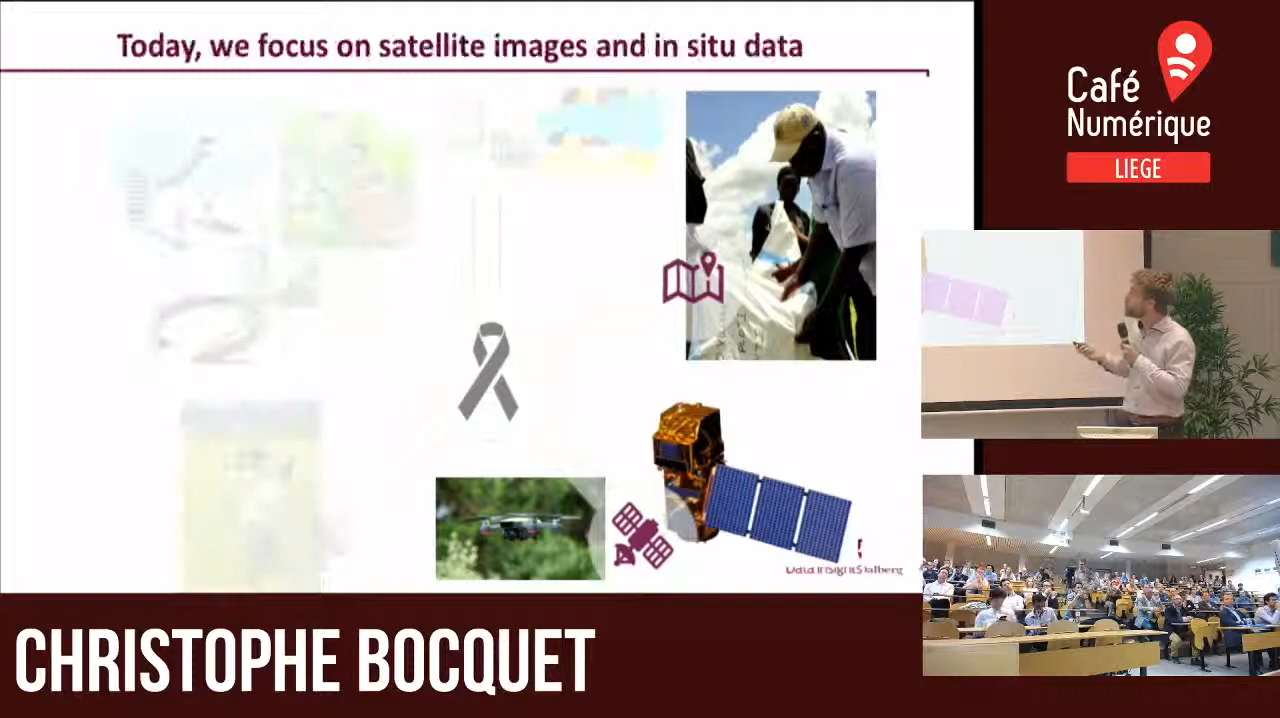 Today, we focus on satellite images and in situ data
Café
Numérique
LIEGE
CHRISTOPHE BOCQUET